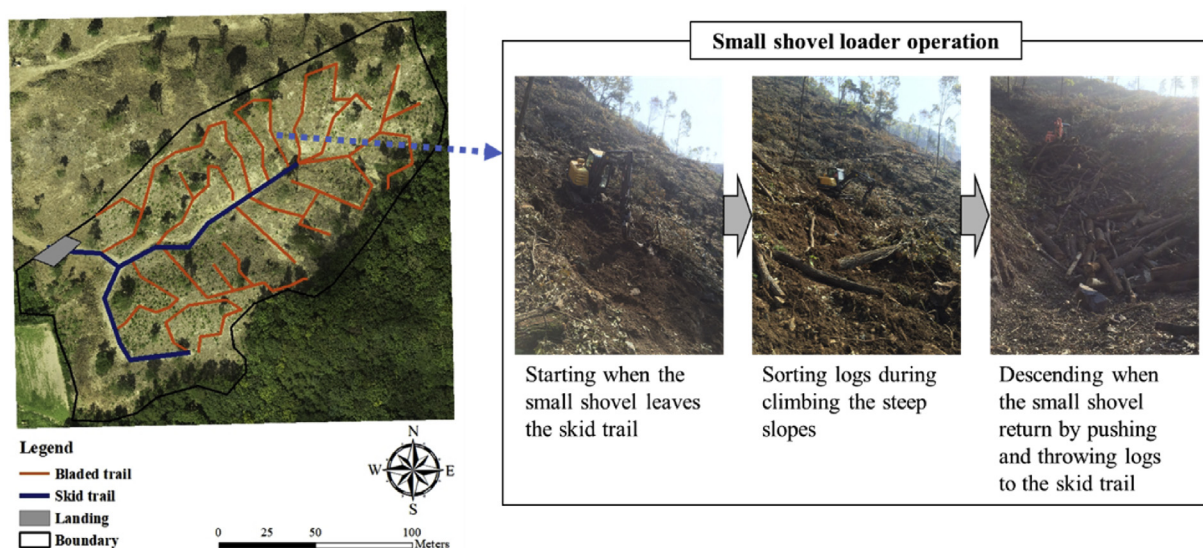 Small shovel loader operation
Starting when the
small shovel leaves
the skid trail
Sorting logs during
climbing the steep
slopes
Descending when
the small shovel
return by pushing
and throwing logs
to the skid trail
Legend
Bladed trail
Skid trail
Landing
Boundary
N
W E
S
0 25 50 100
Meters